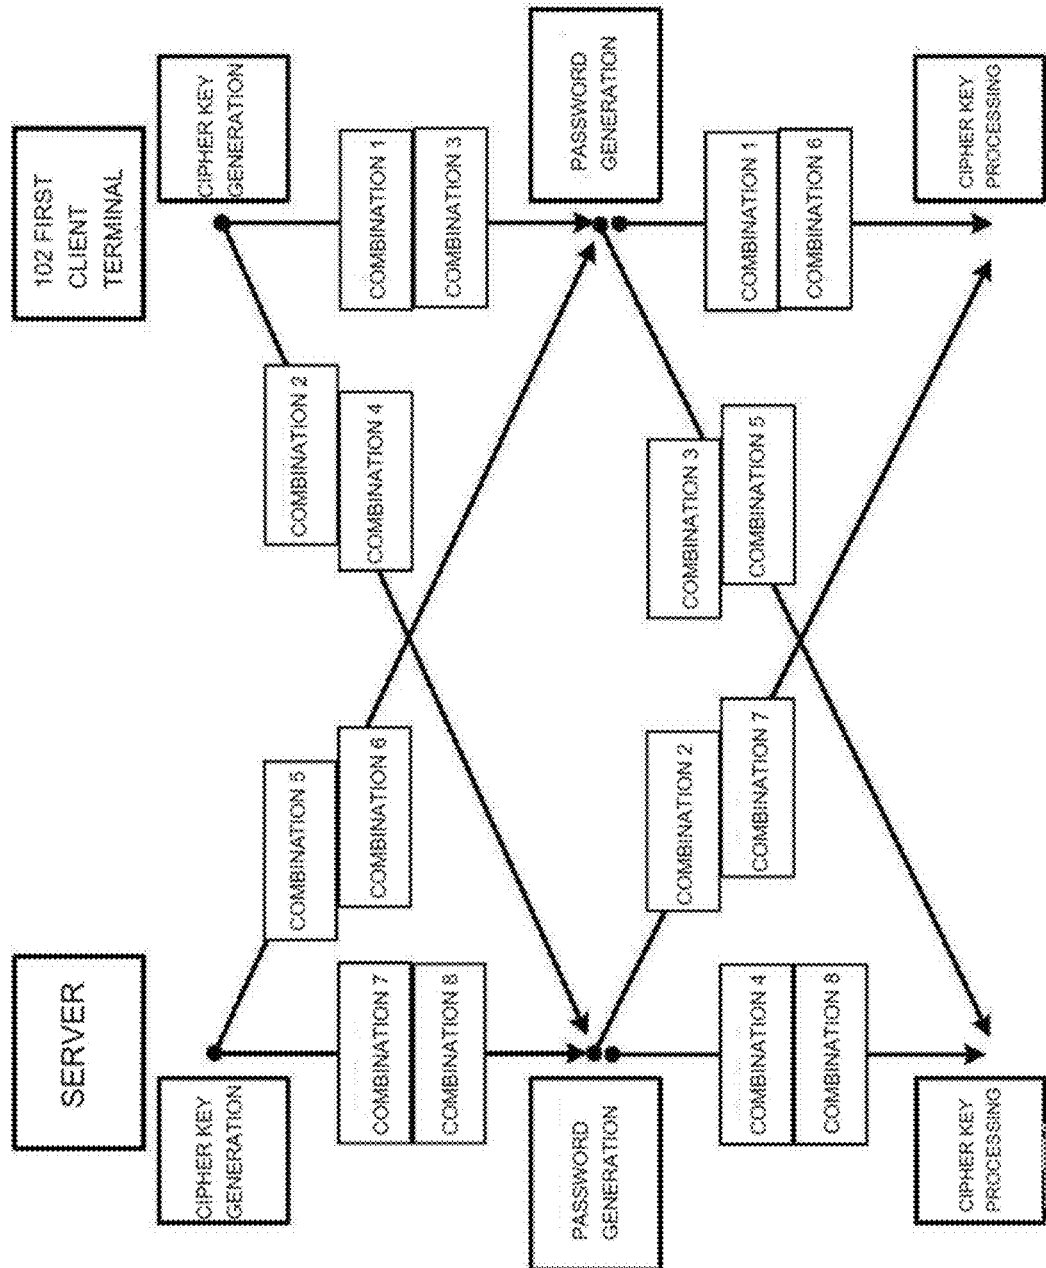 SERVER
102 FIRST
CLIENT
TERMINAL
CIPHER KEY
GENERATION
CIPHER KEY
GENERATION
COMBINATION 5
COMBINATION 2
COMBINATION 7
COMBINATION 6
COMBINATION 4
COMBINATION 1
COMBINATION 8
COMBINATION 3
PASSWORD
GENERATION
PASSWORD
GENERATION
COMBINATION 2
COMBINATION 3
COMBINATION 4
COMBINATION 7
COMBINATION 5
COMBINATION 1
COMBINATION 8
COMBINATION 6
CIPHER KEY
PROCESSING
CIPHER KEY
PROCESSING